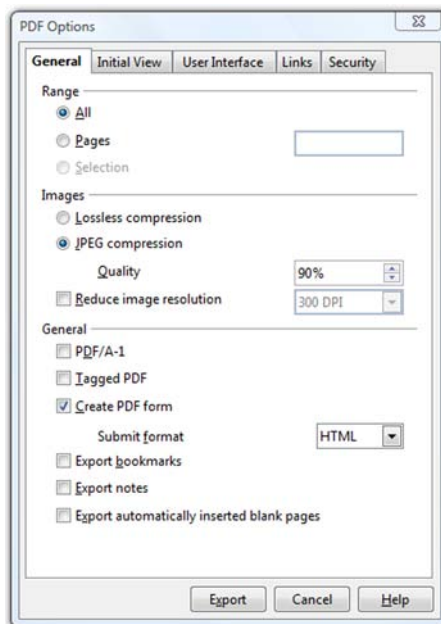 PDF Options
General Initial View User Interface Links Security
Range
All
Pages
Selection
Images
Lossless compression
JPEG compression
Quality 90%
Reduce image resolution 300 DPI
General
PDF/A-1
Tagged PDF
Create PDF form
Submit format HTML
Export bookmarks
Export notes
Export automatically inserted blank pages
Export Cancel Help